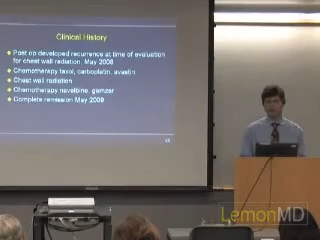 Clinical History
Post op developed recurrence at time of evaluation
for chest wall radiation, May 2008
Chemotherapy taxol, carboplatin, avastin
Chest wall radiation
Chemotherapy navelbine, gemzar
Complete remission May 2009
LemonMD